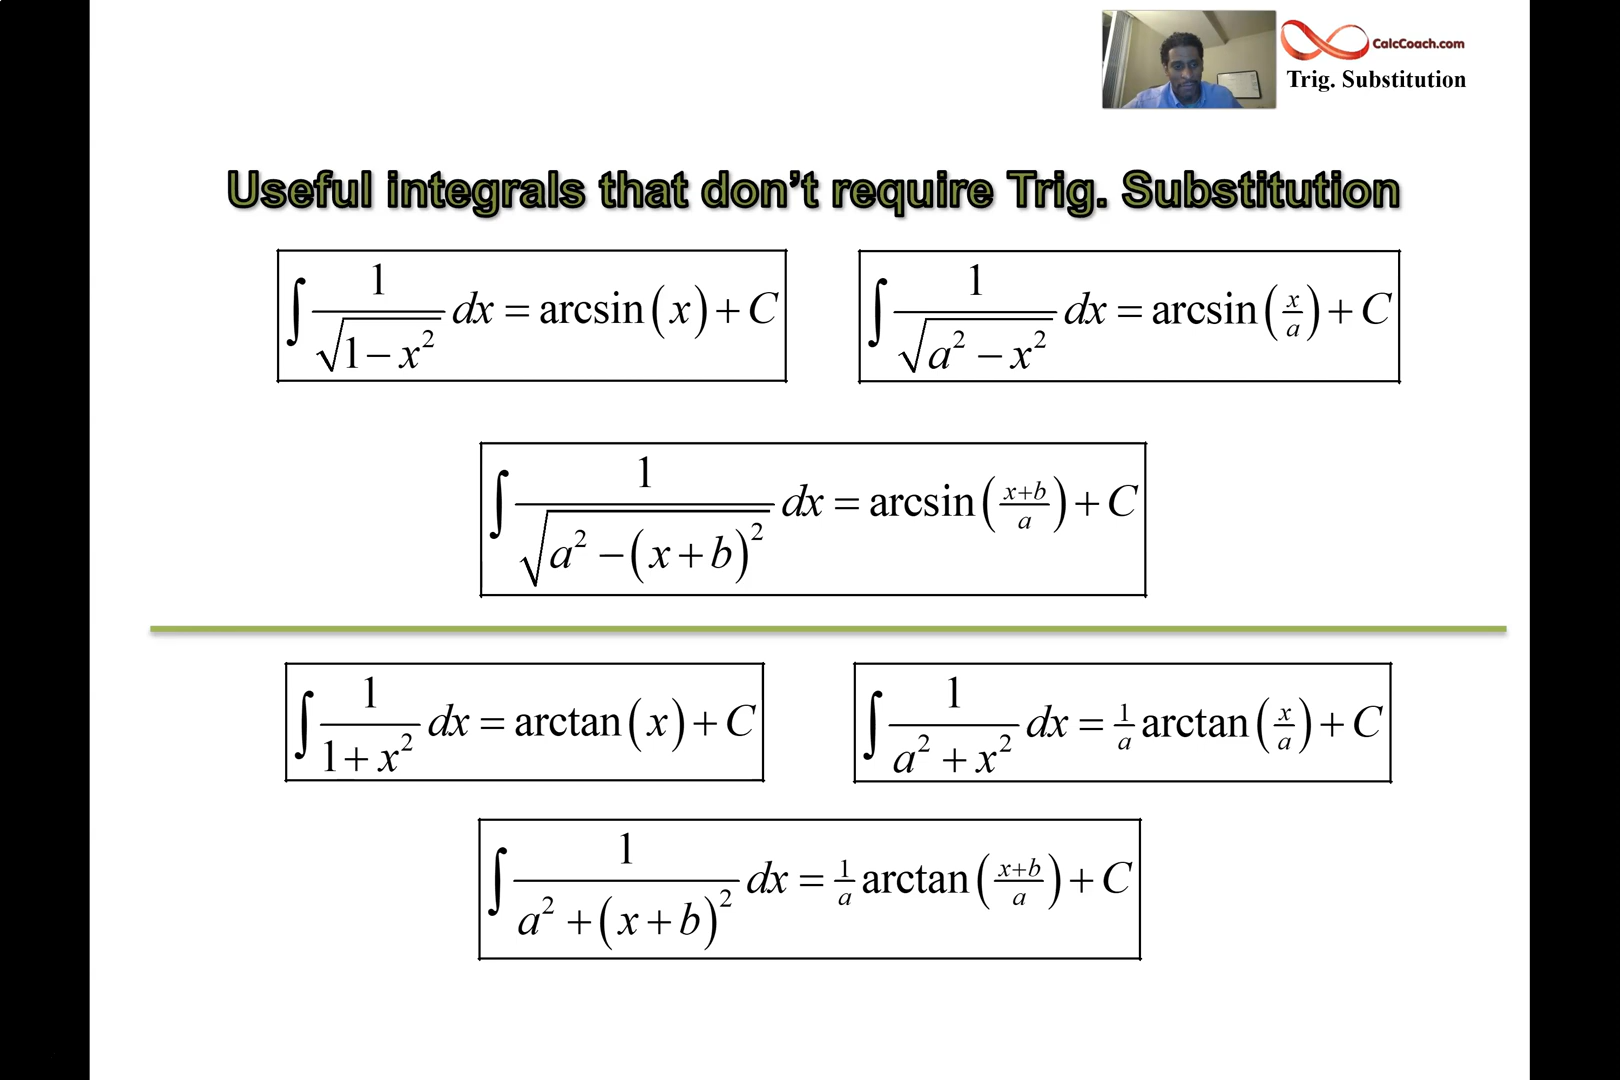 CalcCoach.com
Trig. Substitution
Useful integrals that don’t require Trig. Substitution
∫ 1/√(1 − x²) dx = arcsin(x) + C
∫ 1/√(a² − x²) dx = arcsin(x/a) + C
∫ 1/√(a² − (x + b)²) dx = arcsin((x+b)/a) + C
∫ 1/(1 + x²) dx = arctan(x) + C
∫ 1/(a² + x²) dx = 1/a arctan(x/a) + C
∫ 1/(a² + (x + b)²) dx = 1/a arctan((x+b)/a) + C